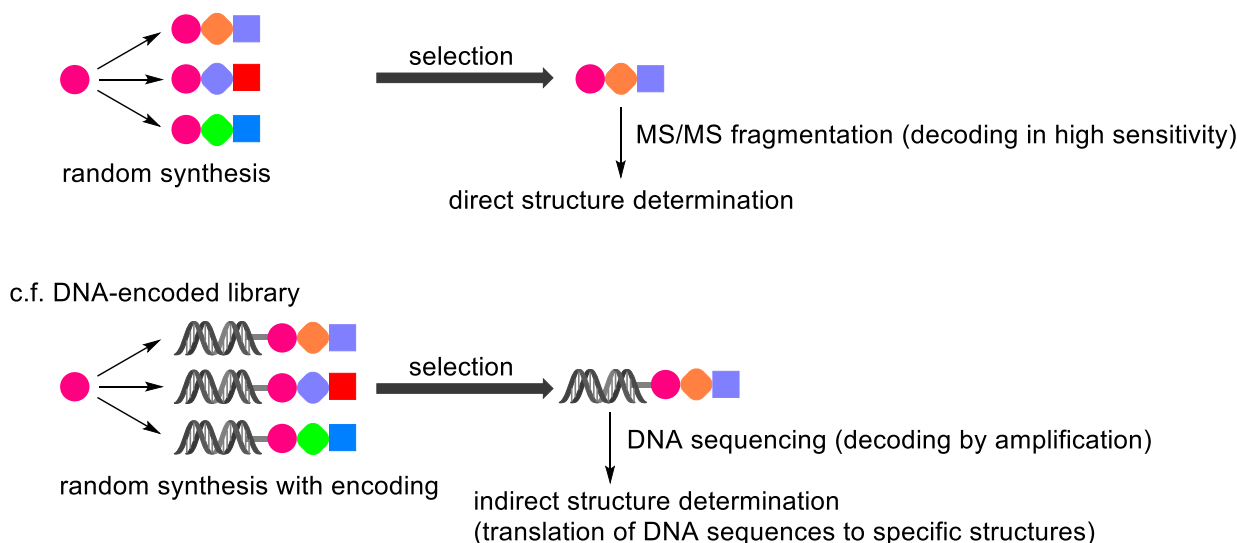 selection
MS/MS fragmentation (decoding in high sensitivity)
random synthesis
direct structure determination
c.f. DNA-encoded library
selection
DNA sequencing (decoding by amplification)
random synthesis with encoding
indirect structure determination
(translation of DNA sequences to specific structures)